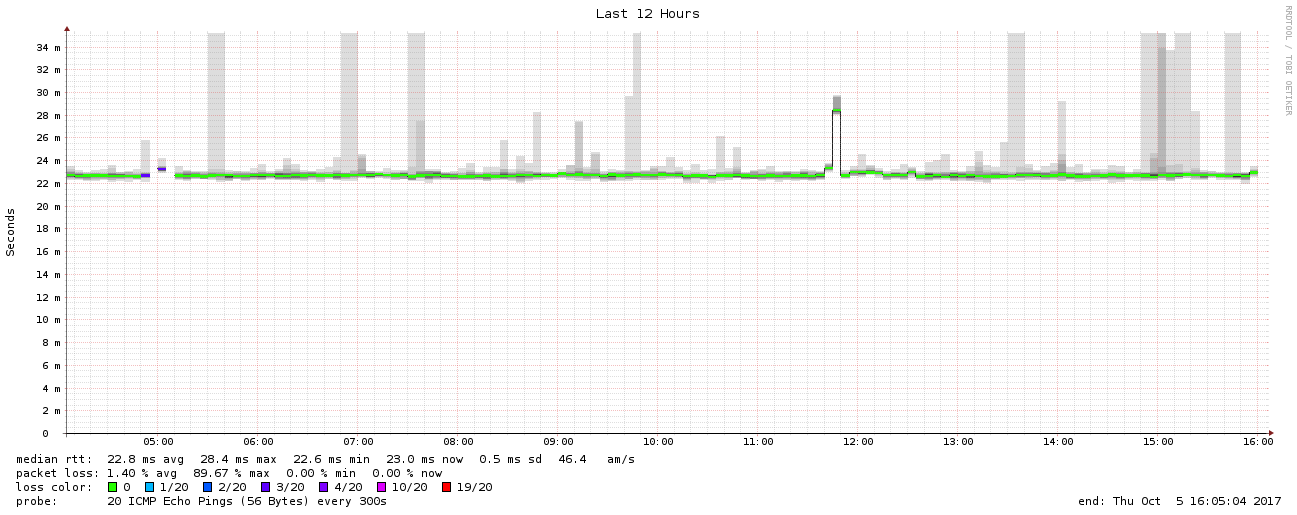 Last 12 Hours
RRDTOOL / TOBI OETIKER
Seconds
34 m
32 m
30 m
28 m
26 m
24 m
22 m
20 m
18 m
16 m
14 m
12 m
10 m
8 m
6 m
4 m
2 m
0
05:00 06:00 07:00 08:00 09:00 10:00 11:00 12:00 13:00 14:00 15:00 16:00
median rtt: 22.8 ms avg 28.4 ms max 22.6 ms min 23.0 ms now 0.5 ms sd 46.4 am/s
packet loss: 1.40 % avg 89.67 % max 0.00 % min 0.00 % now
loss color: 0 1/20 2/20 3/20 4/20 10/20 19/20
probe: 20 ICMP Echo Pings (56 Bytes) every 300s end: Thu Oct 5 16:05:04 2017